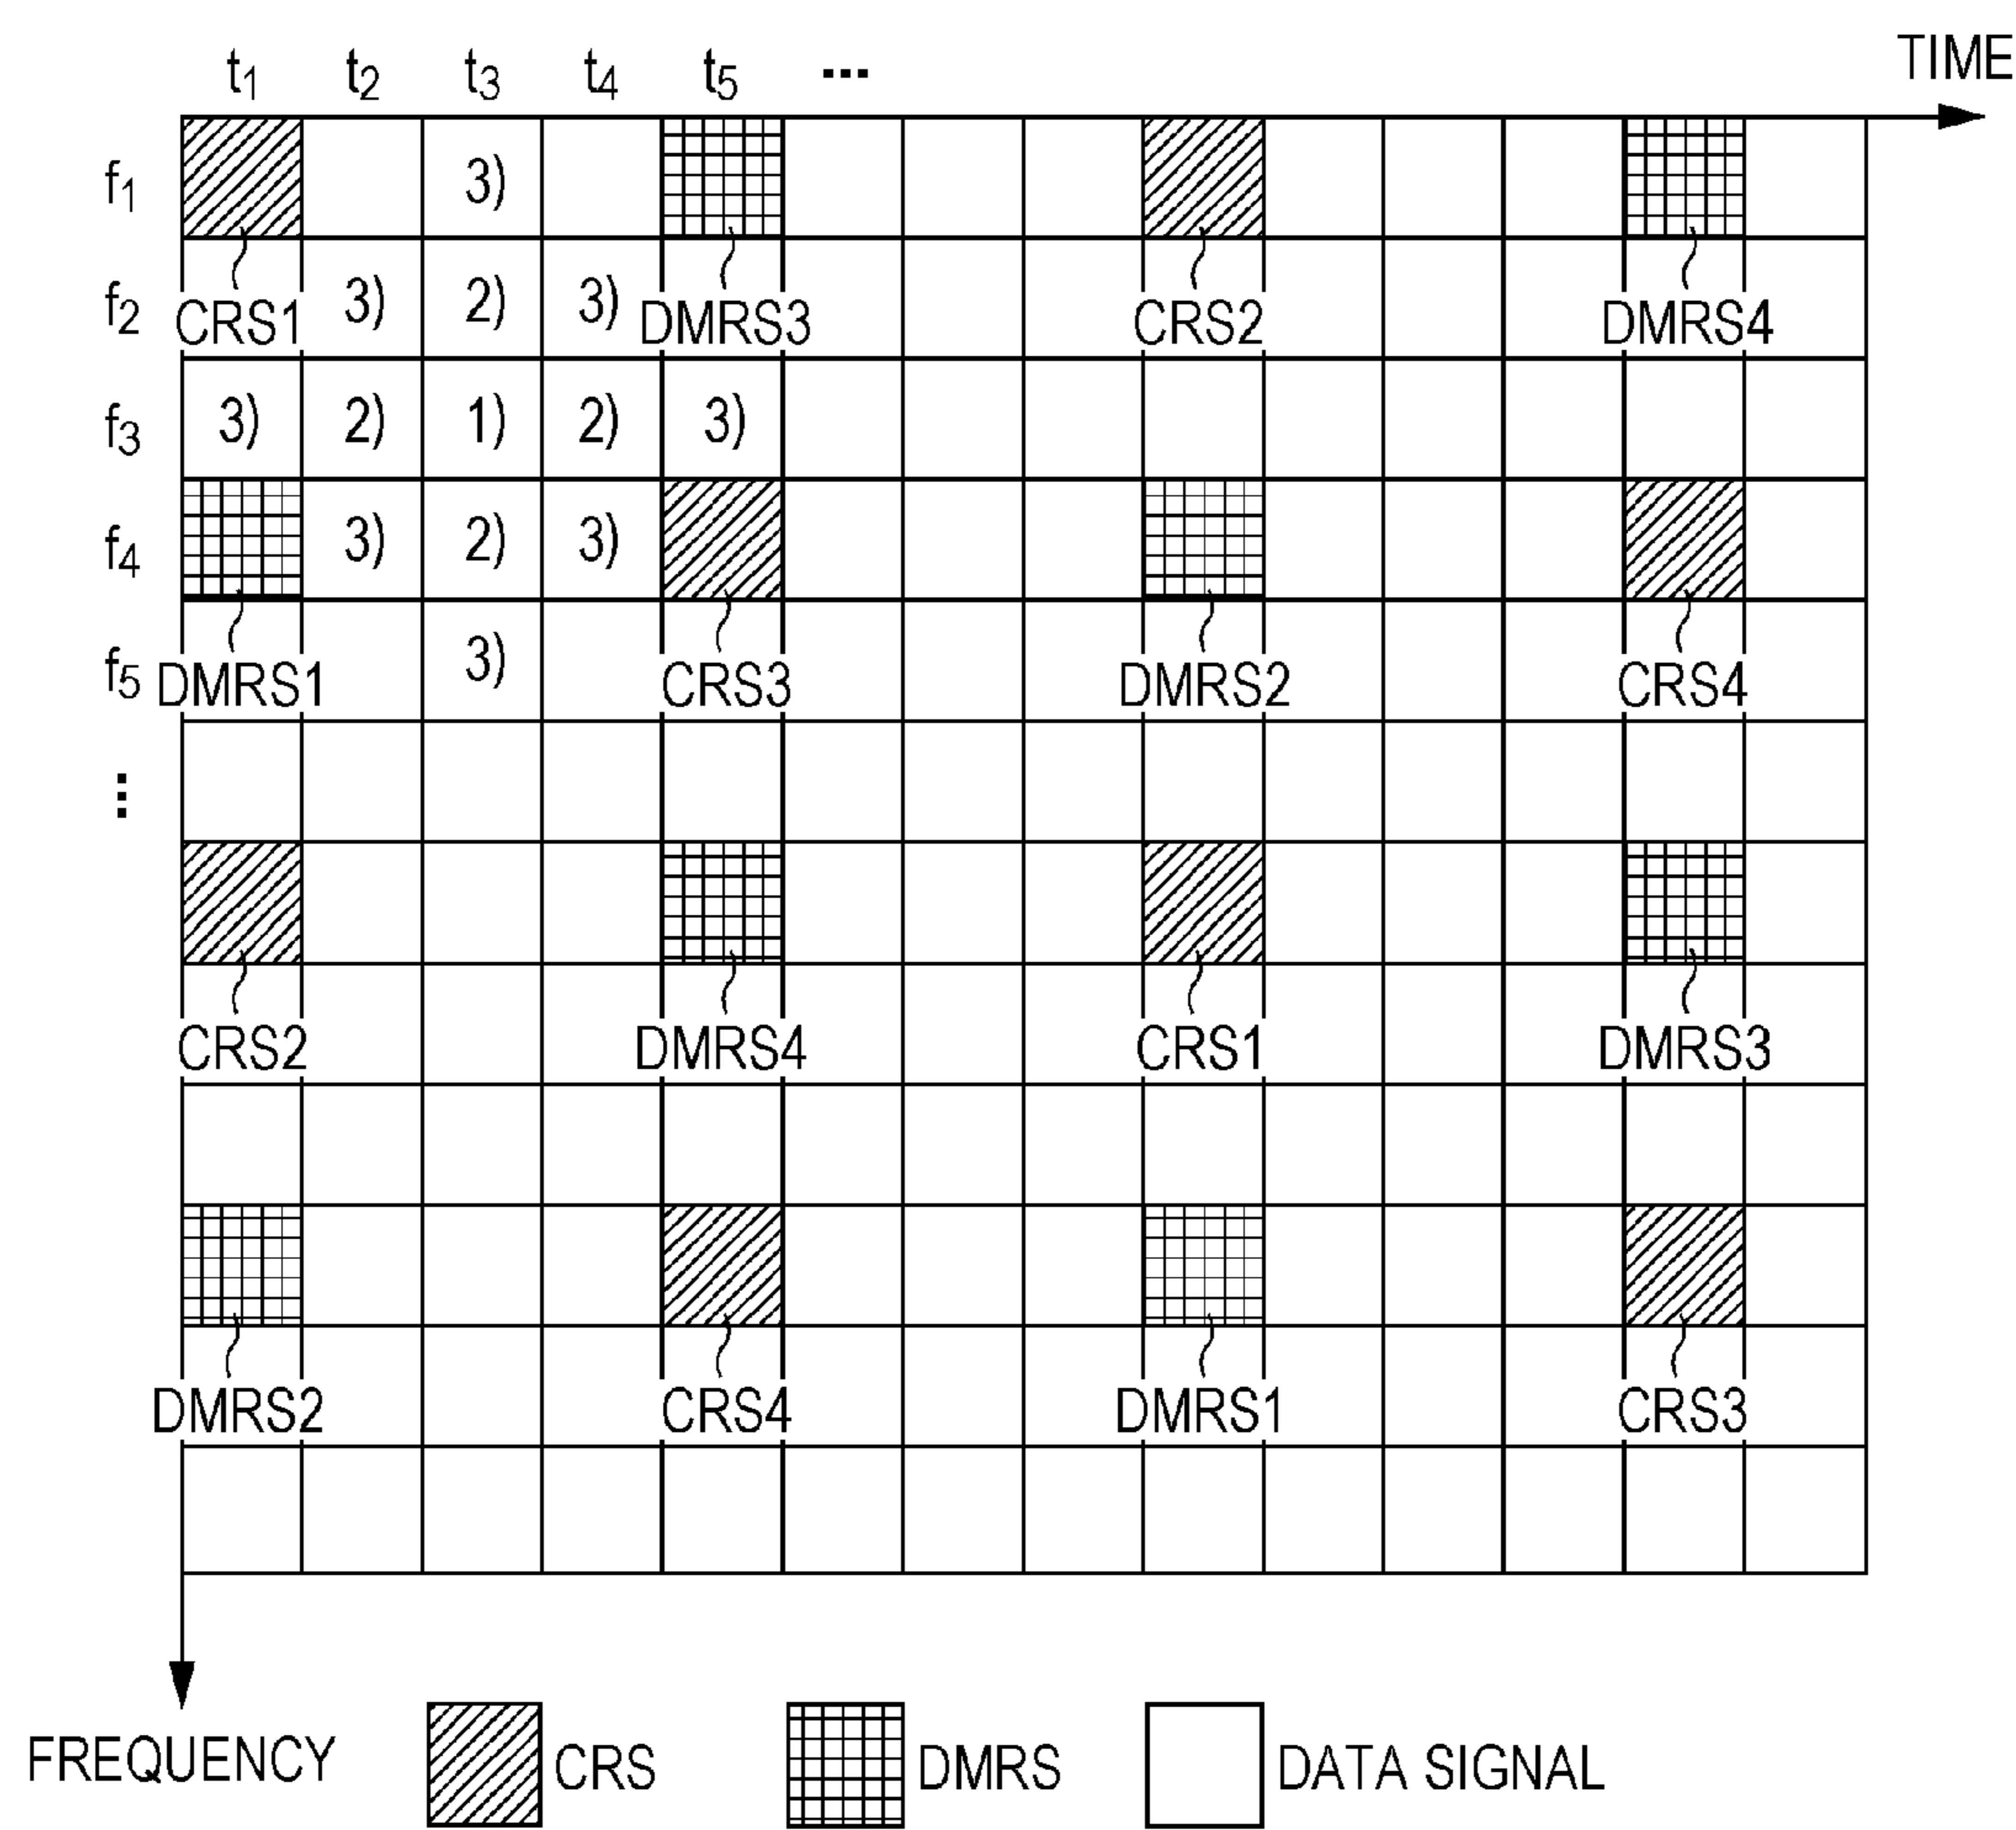 TIME
t1 t2 t3 t4 t5 ...
f1 3)
f2 CRS1 3) 2) 3) DMRS3 CRS2 DMRS4
f3 3) 2) 1) 2) 3)
f4 3) 2) 3)
f5 DMRS1 3) CRS3 DMRS2 CRS4
...
CRS2 DMRS4 CRS1 DMRS3
DMRS2 CRS4 DMRS1 CRS3
FREQUENCY CRS DMRS DATA SIGNAL